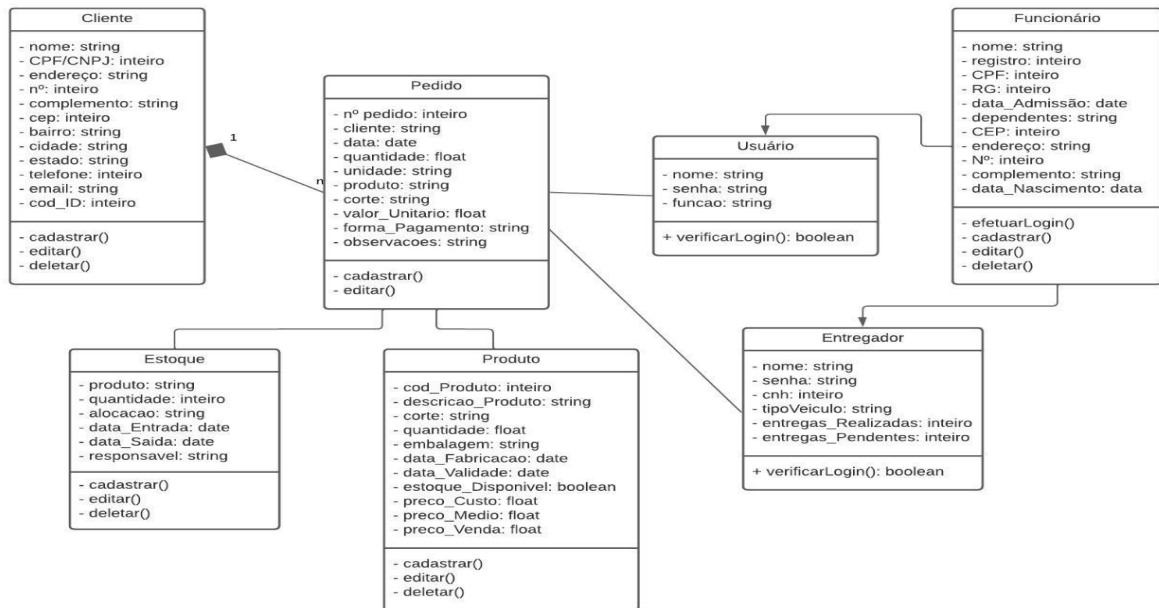 Cliente
- nome: string
- CPF/CNPJ: inteiro
- endereço: string
- nº: inteiro
- complemento: string
- cep: inteiro
- bairro: string
- cidade: string
- estado: string
- telefone: inteiro
- email: string
- cod_ID: inteiro
- cadastrar()
- editar()
- deletar()
1
n
Pedido
- nº pedido: inteiro
- cliente: string
- data: date
- quantidade: float
- unidade: string
- produto: string
- corte: string
- valor_Unitario: float
- forma_Pagamento: string
- observacoes: string
- cadastrar()
- editar()
Usuário
- nome: string
- senha: string
- funcao: string
+ verificarLogin(): boolean
Funcionário
- nome: string
- registro: inteiro
- CPF: inteiro
- RG: inteiro
- data_Admissão: date
- dependentes: string
- CEP: inteiro
- endereço: string
- Nº: inteiro
- complemento: string
- data_Nascimento: data
- efetuarLogin()
- cadastrar()
- editar()
- deletar()
Estoque
- produto: string
- quantidade: inteiro
- alocacao: string
- data_Entrada: date
- data_Saida: date
- responsavel: string
- cadastrar()
- editar()
- deletar()
Produto
- cod_Produto: inteiro
- descricao_Produto: string
- corte: string
- quantidade: float
- embalagem: string
- data_Fabricacao: date
- data_Validade: date
- estoque_Disponivel: boolean
- preco_Custo: float
- preco_Medio: float
- preco_Venda: float
- cadastrar()
- editar()
- deletar()
Entregador
- nome: string
- senha: string
- cnh: inteiro
- tipoVeiculo: string
- entregas_Realizadas: inteiro
- entregas_Pendentes: inteiro
+ verificarLogin(): boolean